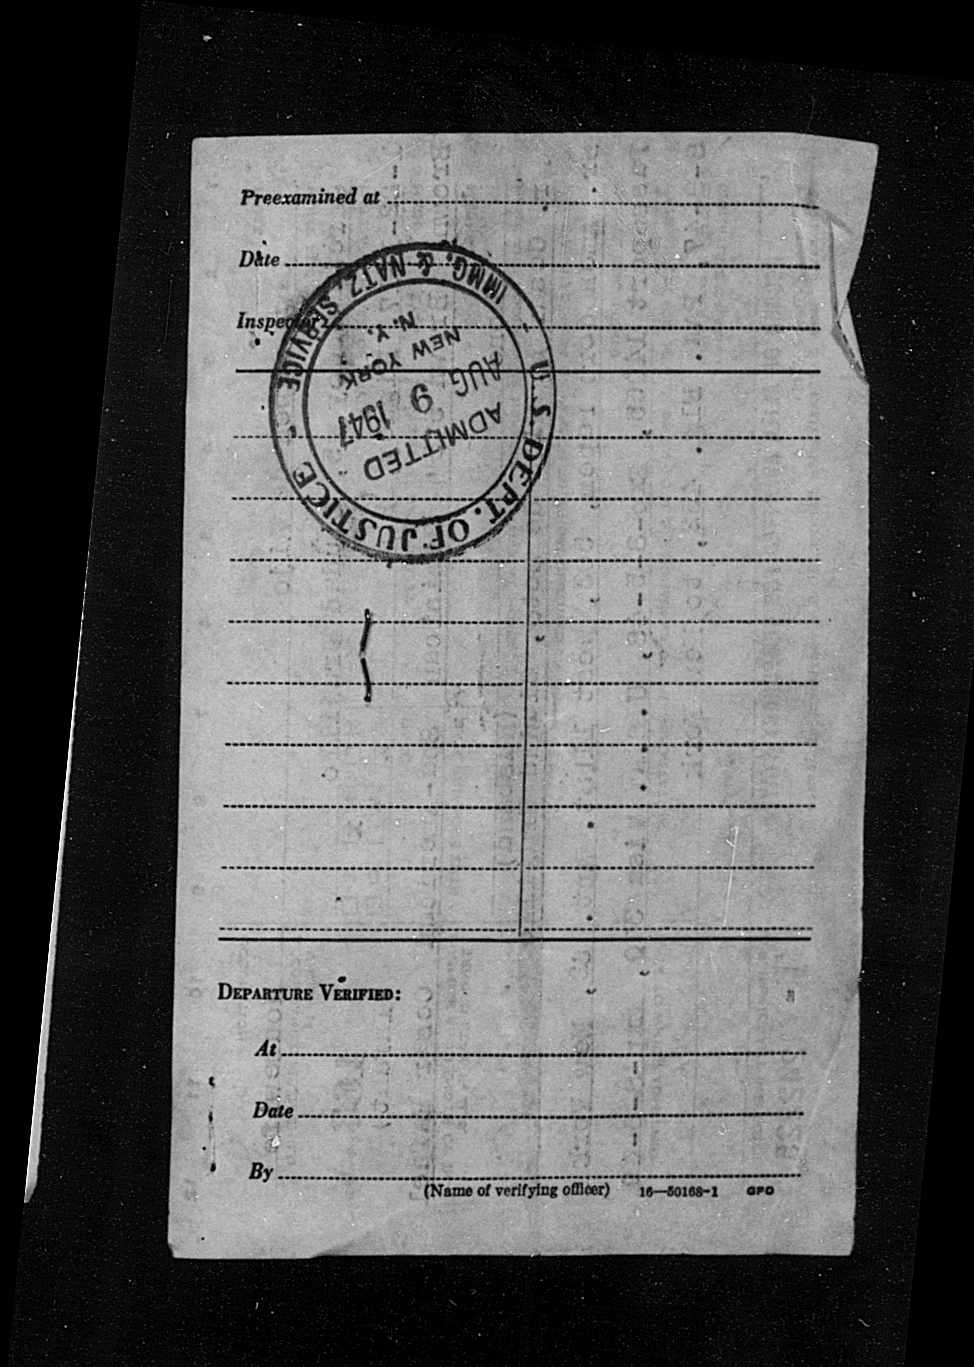 Preexamined at
Date
Inspector
U. S. DEPT. OF JUSTICE - IMMG. & NATZ. SERVICE -
ADMITTED
AUG 9 1947
NEW YORK
N. Y.
DEPARTURE VERIFIED:
At
Date
By
(Name of verifying officer) 16—50168-1 GPO